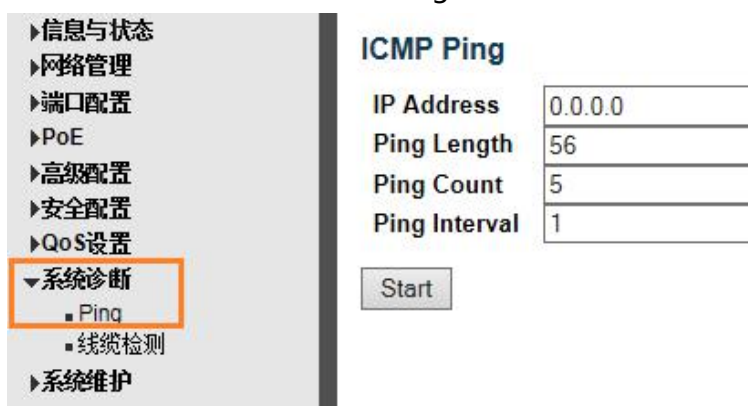 信息与状态
网络管理
端口配置
PoE
高级配置
安全配置
QoS设置
系统诊断
Ping
线缆检测
系统维护
ICMP Ping
IP Address 0.0.0.0
Ping Length 56
Ping Count 5
Ping Interval 1
Start